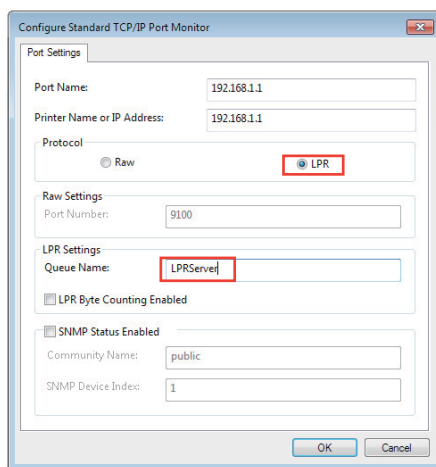 Configure Standard TCP/IP Port Monitor
Port Settings
Port Name: 192.168.1.1
Printer Name or IP Address: 192.168.1.1
Protocol
Raw LPR
Raw Settings
Port Number: 9100
LPR Settings
Queue Name: LPRServer
LPR Byte Counting Enabled
SNMP Status Enabled
Community Name: public
SNMP Device Index: 1
OK Cancel